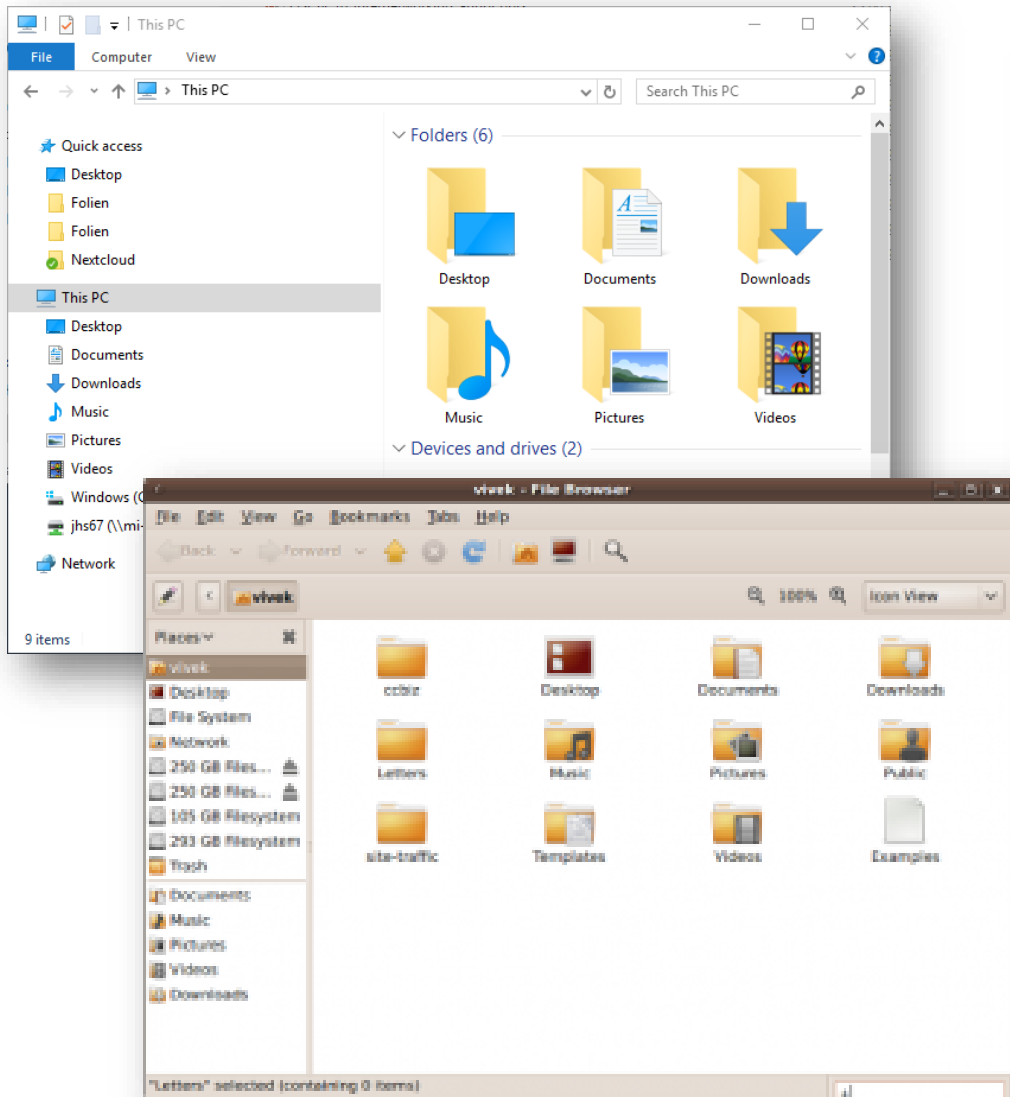 This PC
File Computer View
This PC
Search This PC
Quick access
Desktop
Folien
Folien
Nextcloud
This PC
Desktop
Documents
Downloads
Music
Pictures
Videos
Windows (C
jhs67 (\\mi-
Network
9 items
Folders (6)
Desktop Documents Downloads
Music Pictures Videos
Devices and drives (2)
vivek - File Browser
File Edit View Go Bookmarks Tabs Help
Back Forward
vivek
100% Icon View
Places
vivek
Desktop
File System
Network
250 GB Files...
250 GB Files...
105 GB Filesystem
293 GB Filesystem
Trash
Documents
Music
Pictures
Videos
Downloads
ccbiz Desktop Documents Downloads
Letters Music Pictures Public
site-traffic Templates Videos Examples
"Letters" selected (containing 0 items)